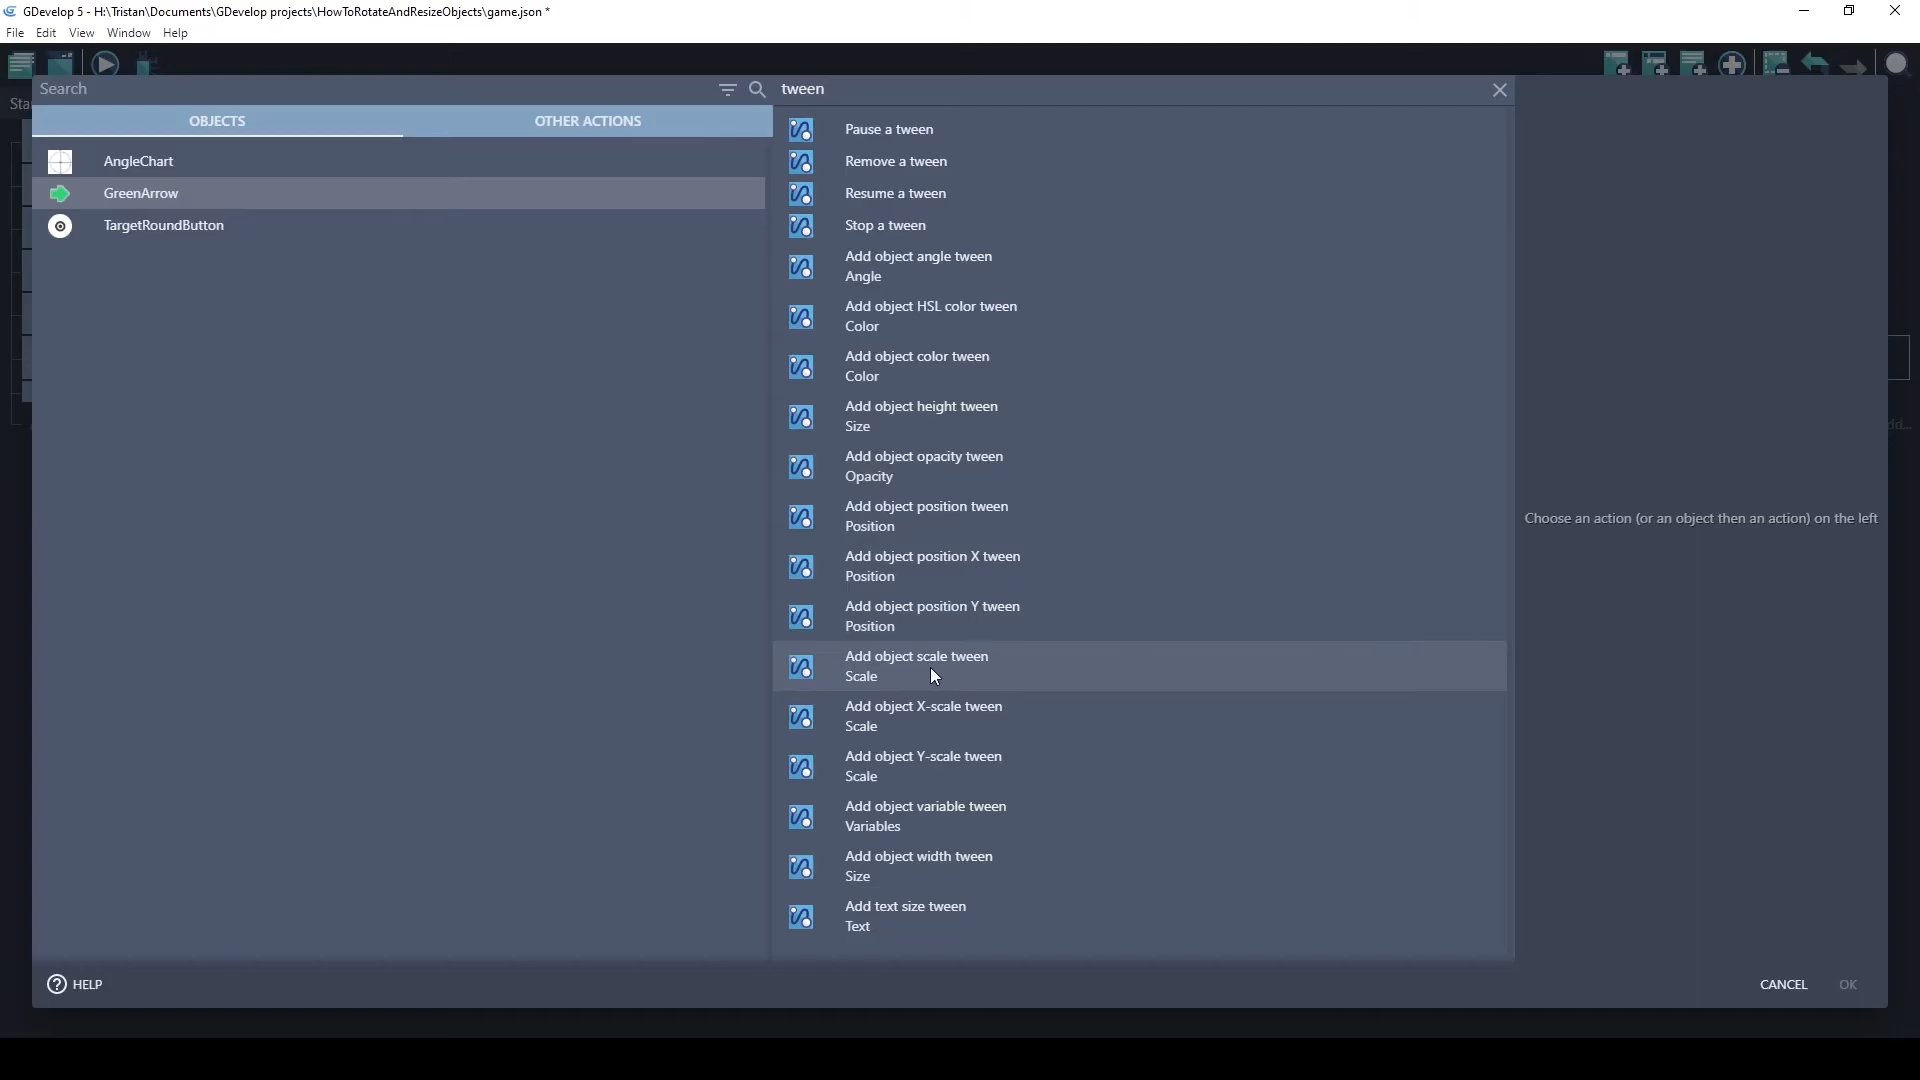 GDevelop 5 - H:\Tristan\Documents\GDevelop projects\HowToRotateAndResizeObjects\game.json *
File Edit View Window Help
Search
tween
Sta
OBJECTS
OTHER ACTIONS
AngleChart
GreenArrow
TargetRoundButton
Pause a tween
Remove a tween
Resume a tween
Stop a tween
Add object angle tween
Angle
Add object HSL color tween
Color
Add object color tween
Color
Add object height tween
Size
Add object opacity tween
Opacity
Add object position tween
Position
Add object position X tween
Position
Add object position Y tween
Position
Add object scale tween
Scale
Add object X-scale tween
Scale
Add object Y-scale tween
Scale
Add object variable tween
Variables
Add object width tween
Size
Add text size tween
Text
Choose an action (or an object then an action) on the left
HELP
CANCEL
OK